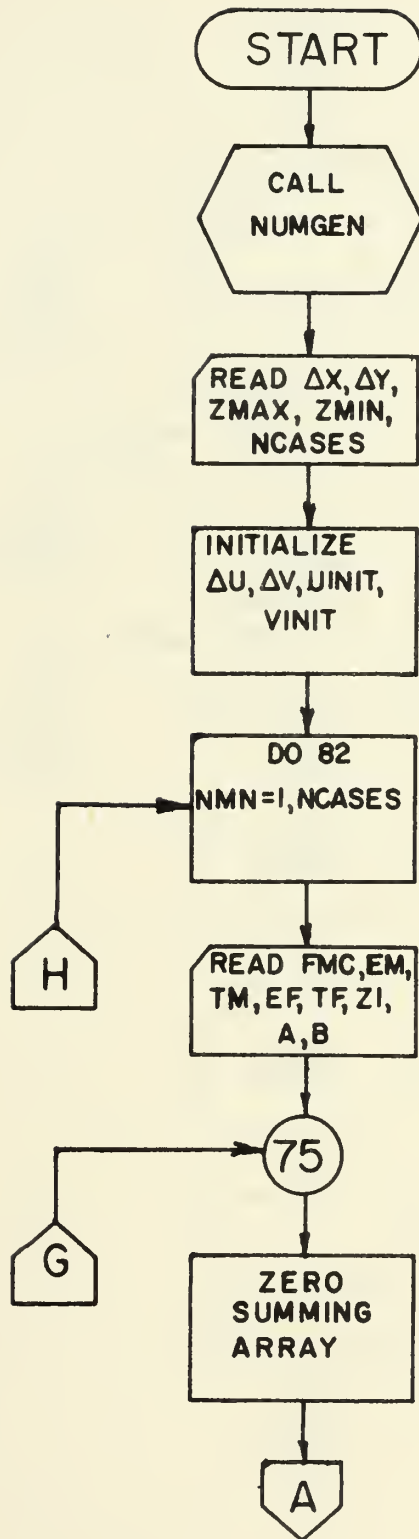 START
CALL
NUMGEN
READ ΔX, ΔY,
ZMAX, ZMIN,
NCASES
INITIALIZE
ΔU, ΔV, UINIT,
VINIT
DO 82
NMN=1, NCASES
H
READ FMC, EM,
TM, EF, TF, ZI,
A, B
75
G
ZERO
SUMMING
ARRAY
A